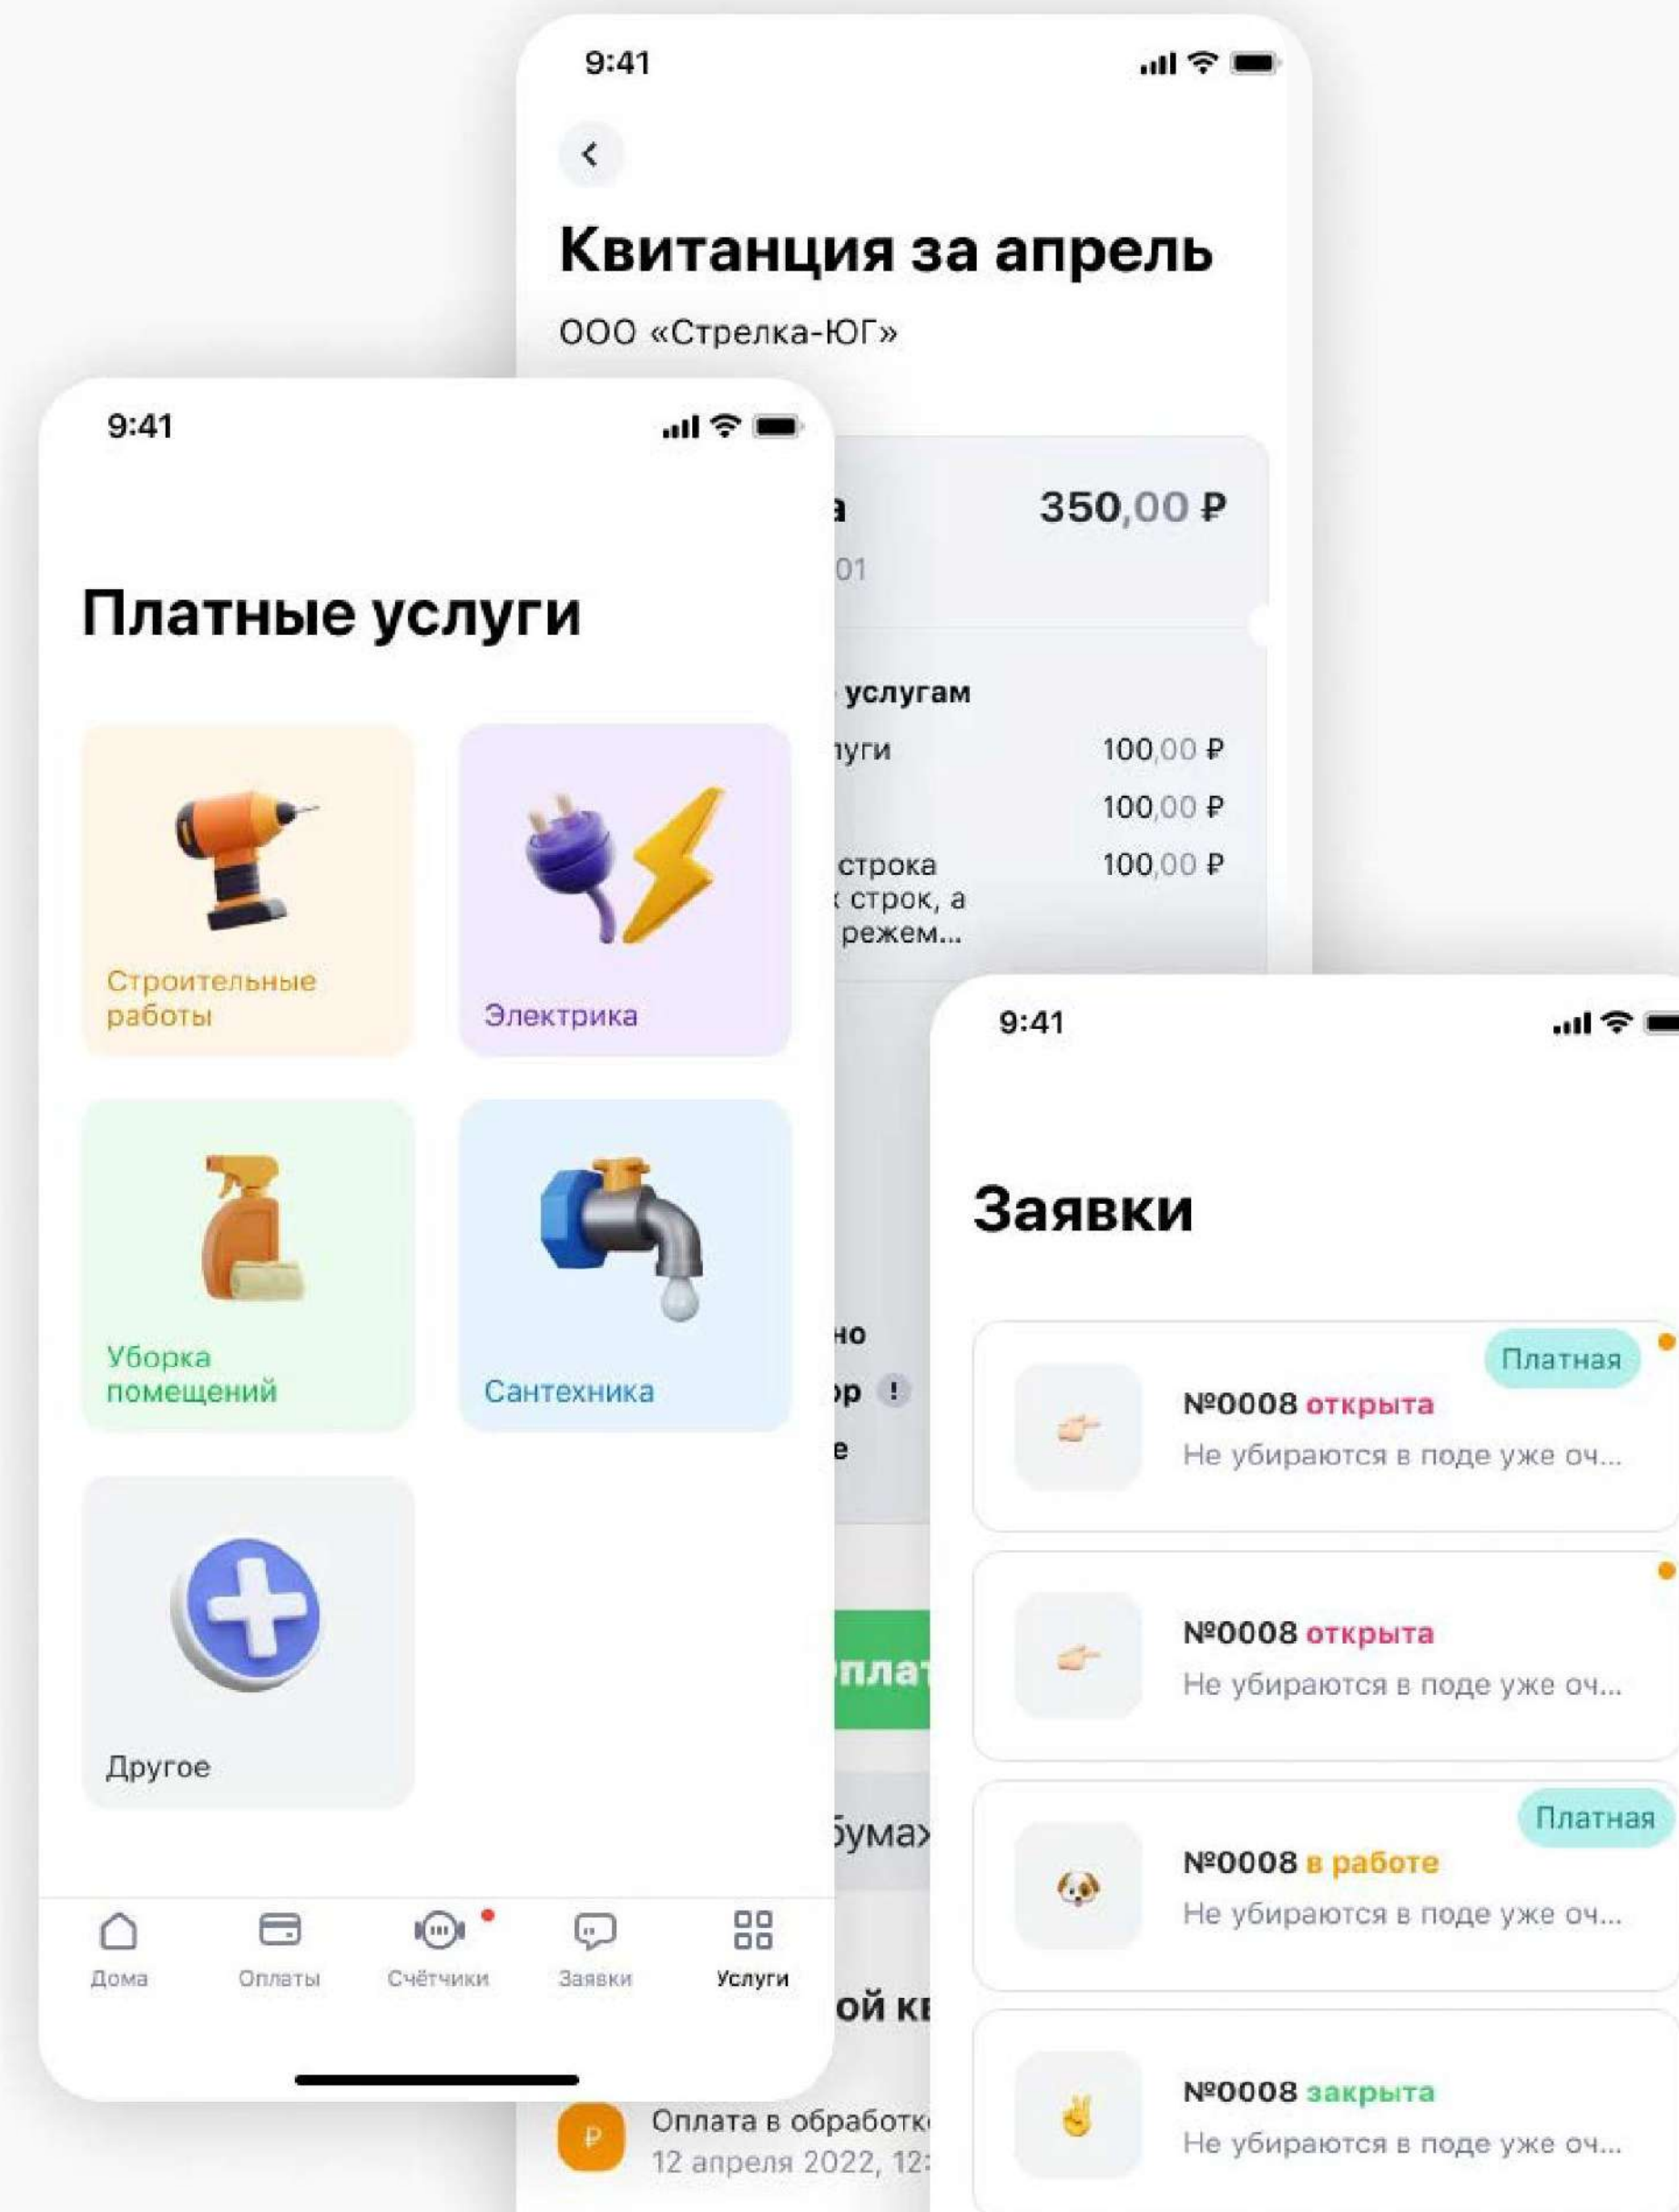 9:41
Квитанция за апрель
ООО «Стрелка-ЮГ»
350,00 ₽
01
услугам
100,00 ₽
100,00 ₽
строка
100,00 ₽
строк, а
режем...
!
Оплата в обработк
12 апреля 2022, 12:
9:41
Платные услуги
Строительные
работы
Электрика
Уборка
помещений
Сантехника
Другое
Дома
Оплаты
Счётчики
Заявки
Услуги
9:41
Заявки
Платная
№0008 открыта
Не убираются в поде уже оч...
№0008 открыта
Не убираются в поде уже оч...
Платная
№0008 в работе
Не убираются в поде уже оч...
№0008 закрыта
Не убираются в поде уже оч...